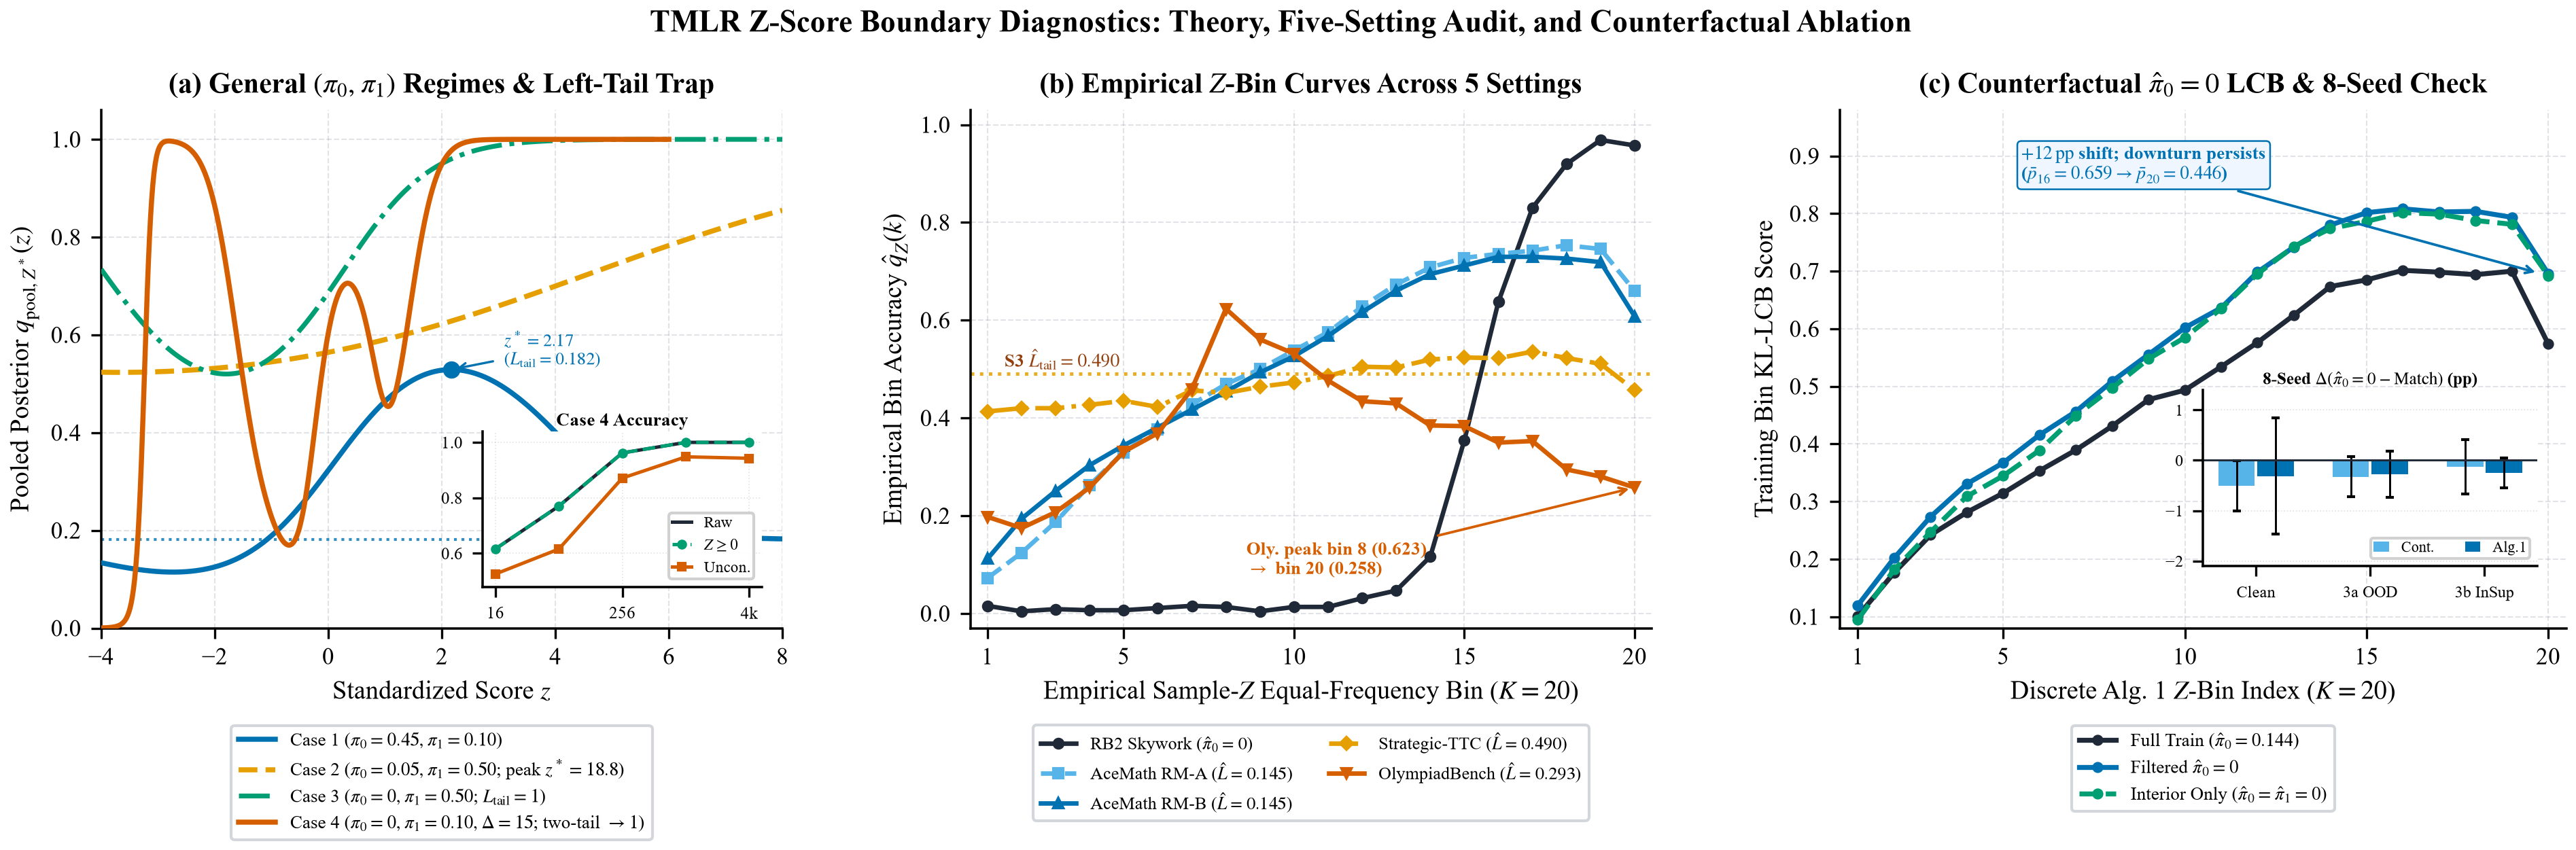 TMLR Z-Score Boundary Diagnostics: Theory, Five-Setting Audit, and Counterfactual Ablation
(a) General (π₀, π₁) Regimes & Left-Tail Trap
Pooled Posterior q_pool, Z*(z)
1.0
0.8
0.6
0.4
0.2
0.0
z* = 2.17
(L_tail = 0.182)
Case 4 Accuracy
1.0
0.8
0.6
Raw
Z ≥ 0
Uncon.
16
256
4k
−4
−2
0
2
4
6
8
Standardized Score z
Case 1 (π₀ = 0.45, π₁ = 0.10)
Case 2 (π₀ = 0.05, π₁ = 0.50; peak z* = 18.8)
Case 3 (π₀ = 0, π₁ = 0.50; L_tail = 1)
Case 4 (π₀ = 0, π₁ = 0.10, Δ = 15; two-tail → 1)
(b) Empirical Z-Bin Curves Across 5 Settings
Empirical Bin Accuracy q̂_Z(k)
1.0
0.8
0.6
0.4
0.2
0.0
S3 L̂_tail = 0.490
Oly. peak bin 8 (0.623)
→ bin 20 (0.258)
1
5
10
15
20
Empirical Sample-Z Equal-Frequency Bin (K = 20)
RB2 Skywork (π̂₀ = 0)
AceMath RM-A (L̂ = 0.145)
AceMath RM-B (L̂ = 0.145)
Strategic-TTC (L̂ = 0.490)
OlympiadBench (L̂ = 0.293)
(c) Counterfactual π̂₀ = 0 LCB & 8-Seed Check
Training Bin KL-LCB Score
0.9
0.8
0.7
0.6
0.5
0.4
0.3
0.2
0.1
+12 pp shift; downturn persists
(p̄₁₆ = 0.659 → p̄₂₀ = 0.446)
8-Seed Δ(π̂₀ = 0 − Match) (pp)
1
0
−1
−2
Cont.
Alg.1
Clean
3a OOD
3b InSup
1
5
10
15
20
Discrete Alg. 1 Z-Bin Index (K = 20)
Full Train (π̂₀ = 0.144)
Filtered π̂₀ = 0
Interior Only (π̂₀ = π̂₁ = 0)